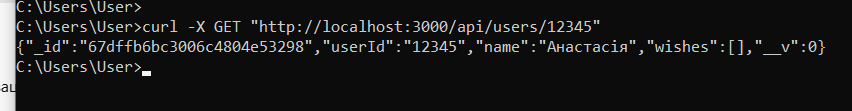 C:\Users\User>
C:\Users\User>curl -X GET "http://localhost:3000/api/users/12345"
{"_id":"67dffb6bc3006c4804e53298","userId":"12345","name":"Анастасія","wishes":[],"__v":0}
C:\Users\User>